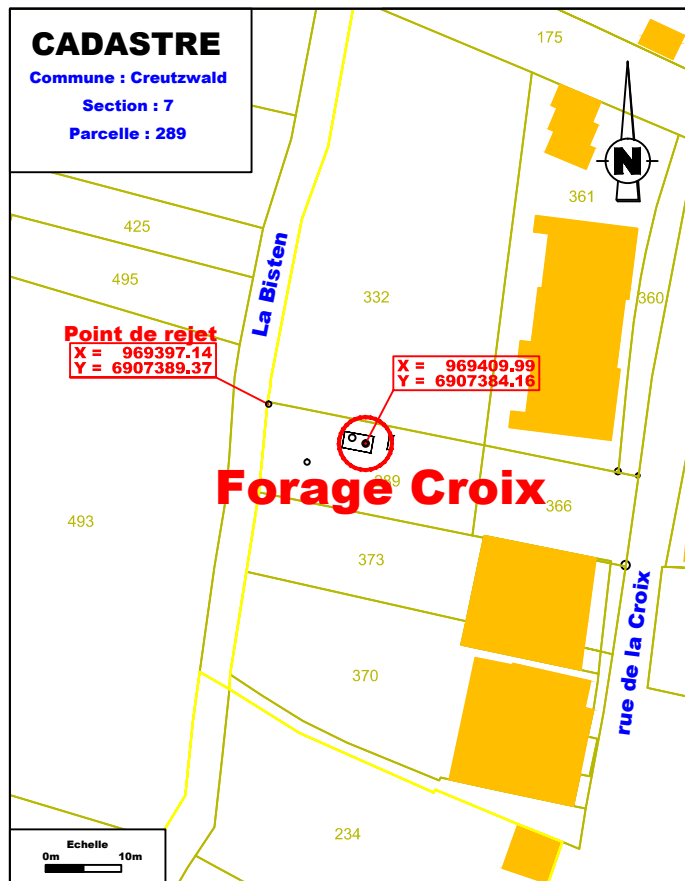 CADASTRE
Commune : Creutzwald
Section : 7
Parcelle : 289
175
N
361
425
La Bisten
495
332
360
Point de rejet
X = 969397.14
Y = 6907389.37
X = 969409.99
Y = 6907384.16
289
Forage Croix
366
493
373
rue de la Croix
370
234
Echelle
0m 10m